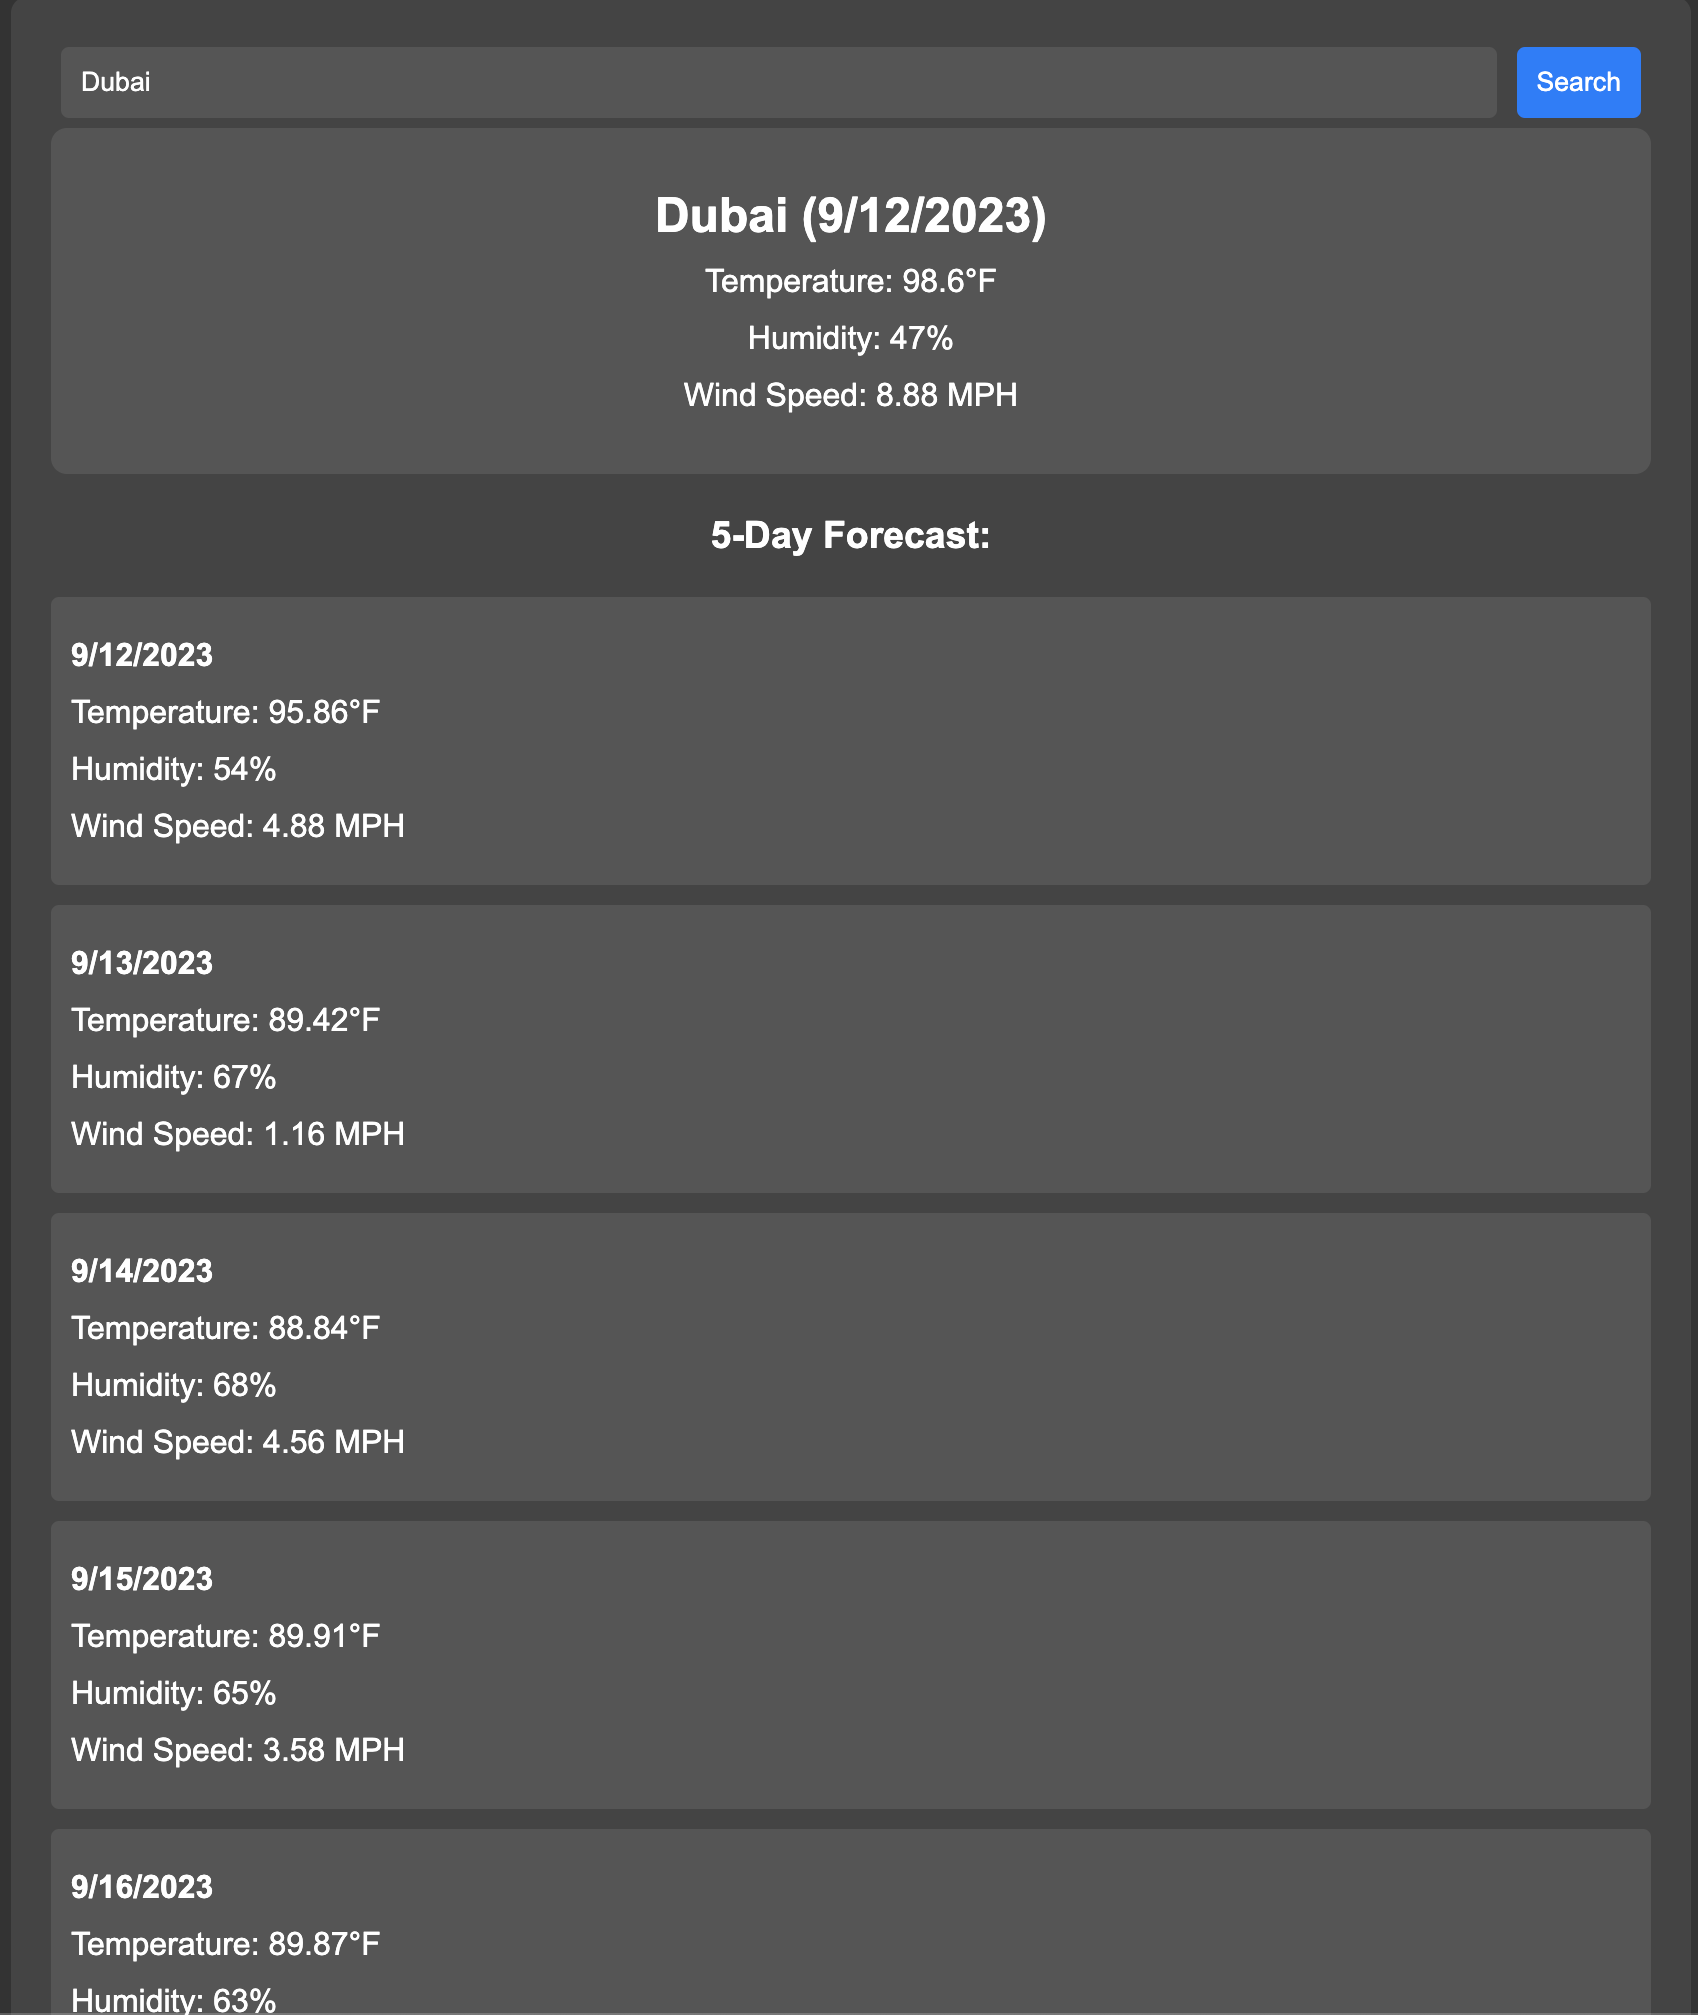 Dubai
Search
Dubai (9/12/2023)
Temperature: 98.6°F
Humidity: 47%
Wind Speed: 8.88 MPH
5-Day Forecast:
9/12/2023
Temperature: 95.86°F
Humidity: 54%
Wind Speed: 4.88 MPH
9/13/2023
Temperature: 89.42°F
Humidity: 67%
Wind Speed: 1.16 MPH
9/14/2023
Temperature: 88.84°F
Humidity: 68%
Wind Speed: 4.56 MPH
9/15/2023
Temperature: 89.91°F
Humidity: 65%
Wind Speed: 3.58 MPH
9/16/2023
Temperature: 89.87°F
Humidity: 63%